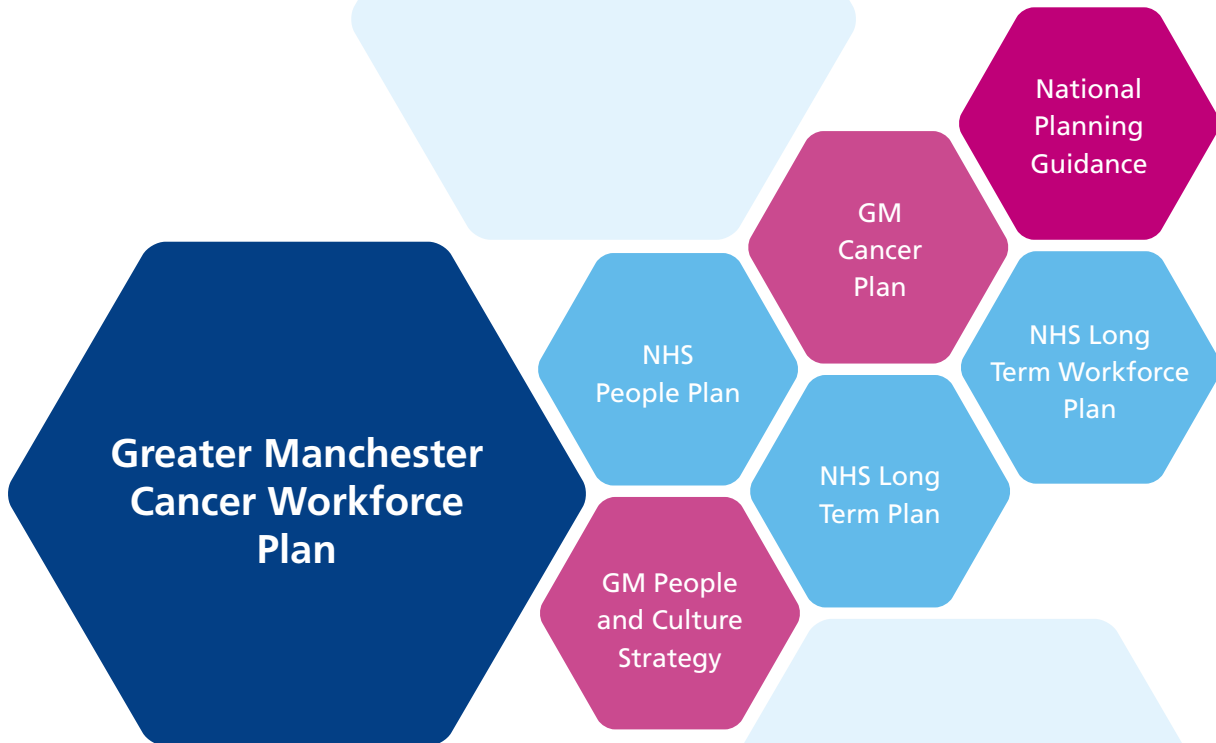 National
Planning
Guidance
GM
Cancer
Plan
NHS
People Plan
NHS Long
Term Workforce
Plan
Greater Manchester
Cancer Workforce
Plan
NHS Long
Term Plan
GM People
and Culture
Strategy